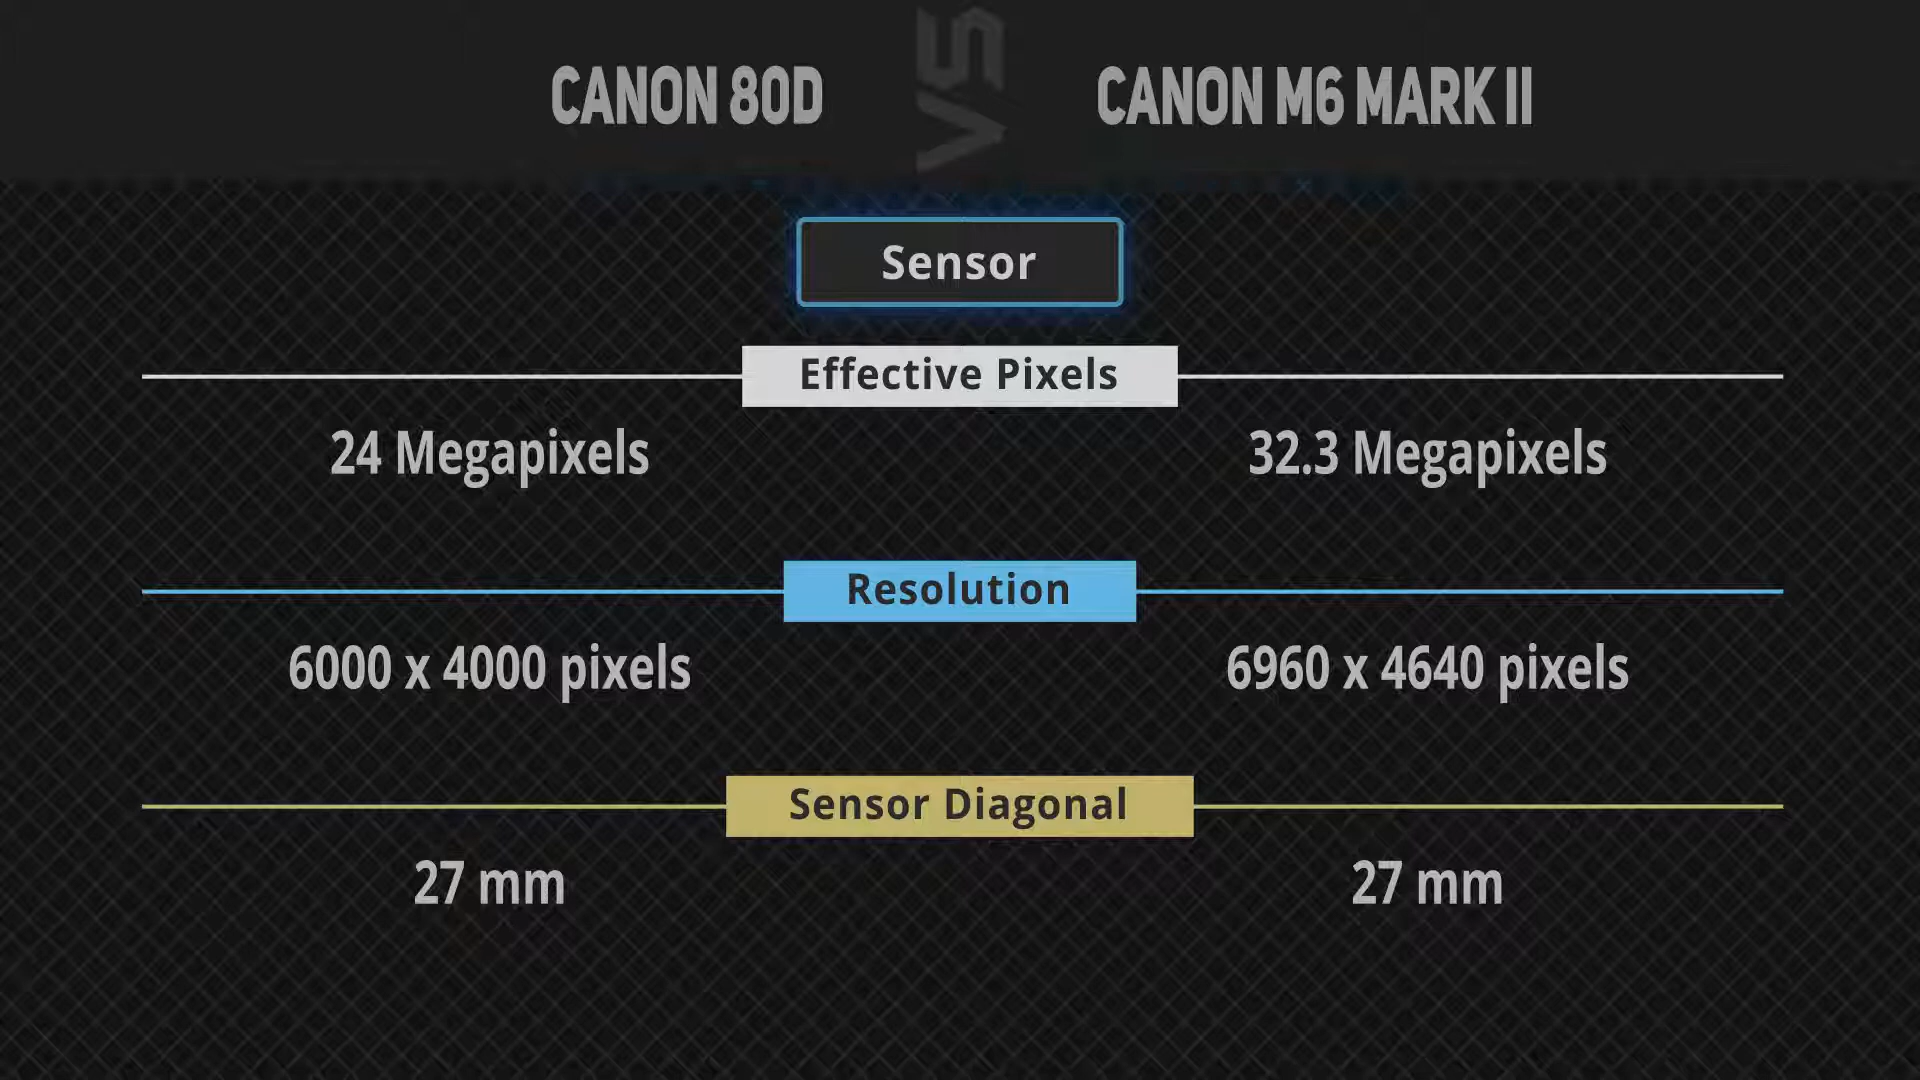 CANON 80D
VS
CANON M6 MARK II
Sensor
Effective Pixels
24 Megapixels
32.3 Megapixels
Resolution
6000 x 4000 pixels
6960 x 4640 pixels
Sensor Diagonal
27 mm
27 mm